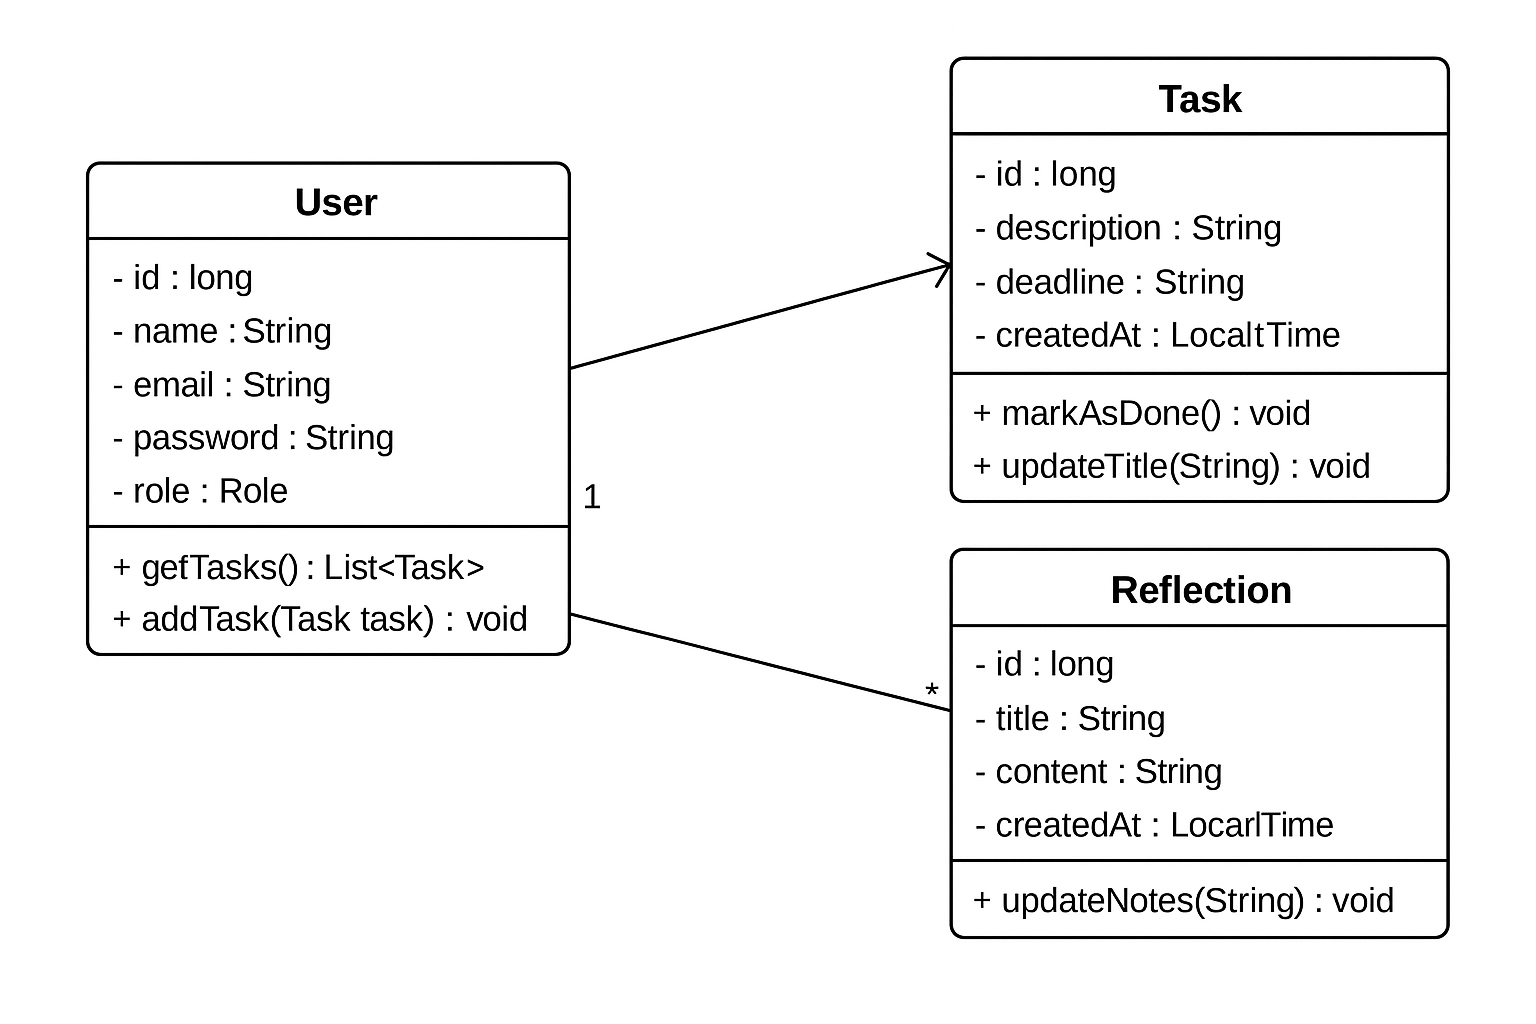 User
- id : long
- name : String
- email : String
- password : String
- role : Role
+ gefTasks() : List<Task>
+ addTask(Task task) : void
1
*
Task
- id : long
- description : String
- deadline : String
- createdAt : LocaltTime
+ markAsDone() : void
+ updateTitle(String) : void
Reflection
- id : long
- title : String
- content : String
- createdAt : LocarlTime
+ updateNotes(String) : void